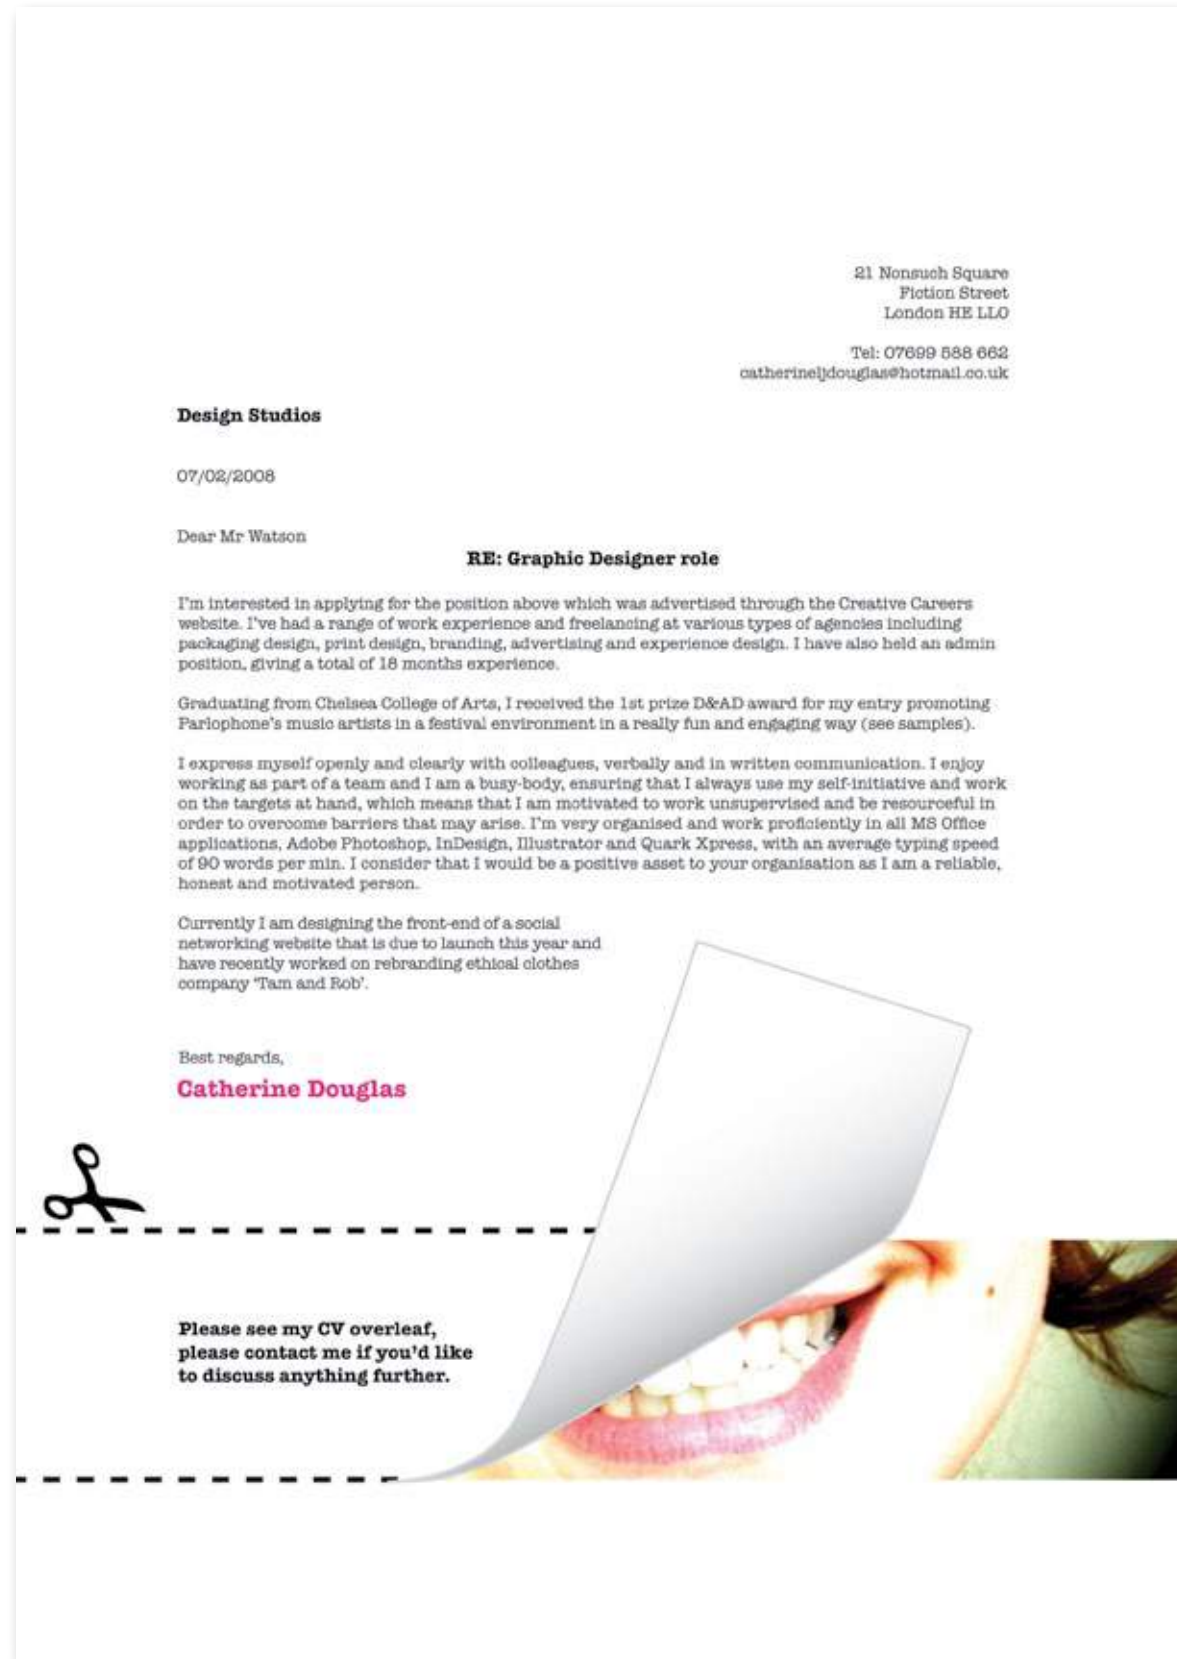 21 Nonsuch Square
Fiction Street
London HE LLO
Tel: 07699 588 662
catherineljdouglas@hotmail.co.uk
Design Studios
07/02/2008
Dear Mr Watson
RE: Graphic Designer role
I'm interested in applying for the position above which was advertised through the Creative Careers
website. I've had a range of work experience and freelancing at various types of agencies including
packaging design, print design, branding, advertising and experience design. I have also held an admin
position, giving a total of 18 months experience.
Graduating from Chelsea College of Arts, I received the 1st prize D&AD award for my entry promoting
Parlophone's music artists in a festival environment in a really fun and engaging way (see samples).
I express myself openly and clearly with colleagues, verbally and in written communication. I enjoy
working as part of a team and I am a busy-body, ensuring that I always use my self-initiative and work
on the targets at hand, which means that I am motivated to work unsupervised and be resourceful in
order to overcome barriers that may arise. I'm very organised and work proficiently in all MS Office
applications, Adobe Photoshop, InDesign, Illustrator and Quark Xpress, with an average typing speed
of 90 words per min. I consider that I would be a positive asset to your organisation as I am a reliable,
honest and motivated person.
Currently I am designing the front-end of a social
networking website that is due to launch this year and
have recently worked on rebranding ethical clothes
company 'Tam and Rob'.
Best regards,
Catherine Douglas
Please see my CV overleaf,
please contact me if you'd like
to discuss anything further.